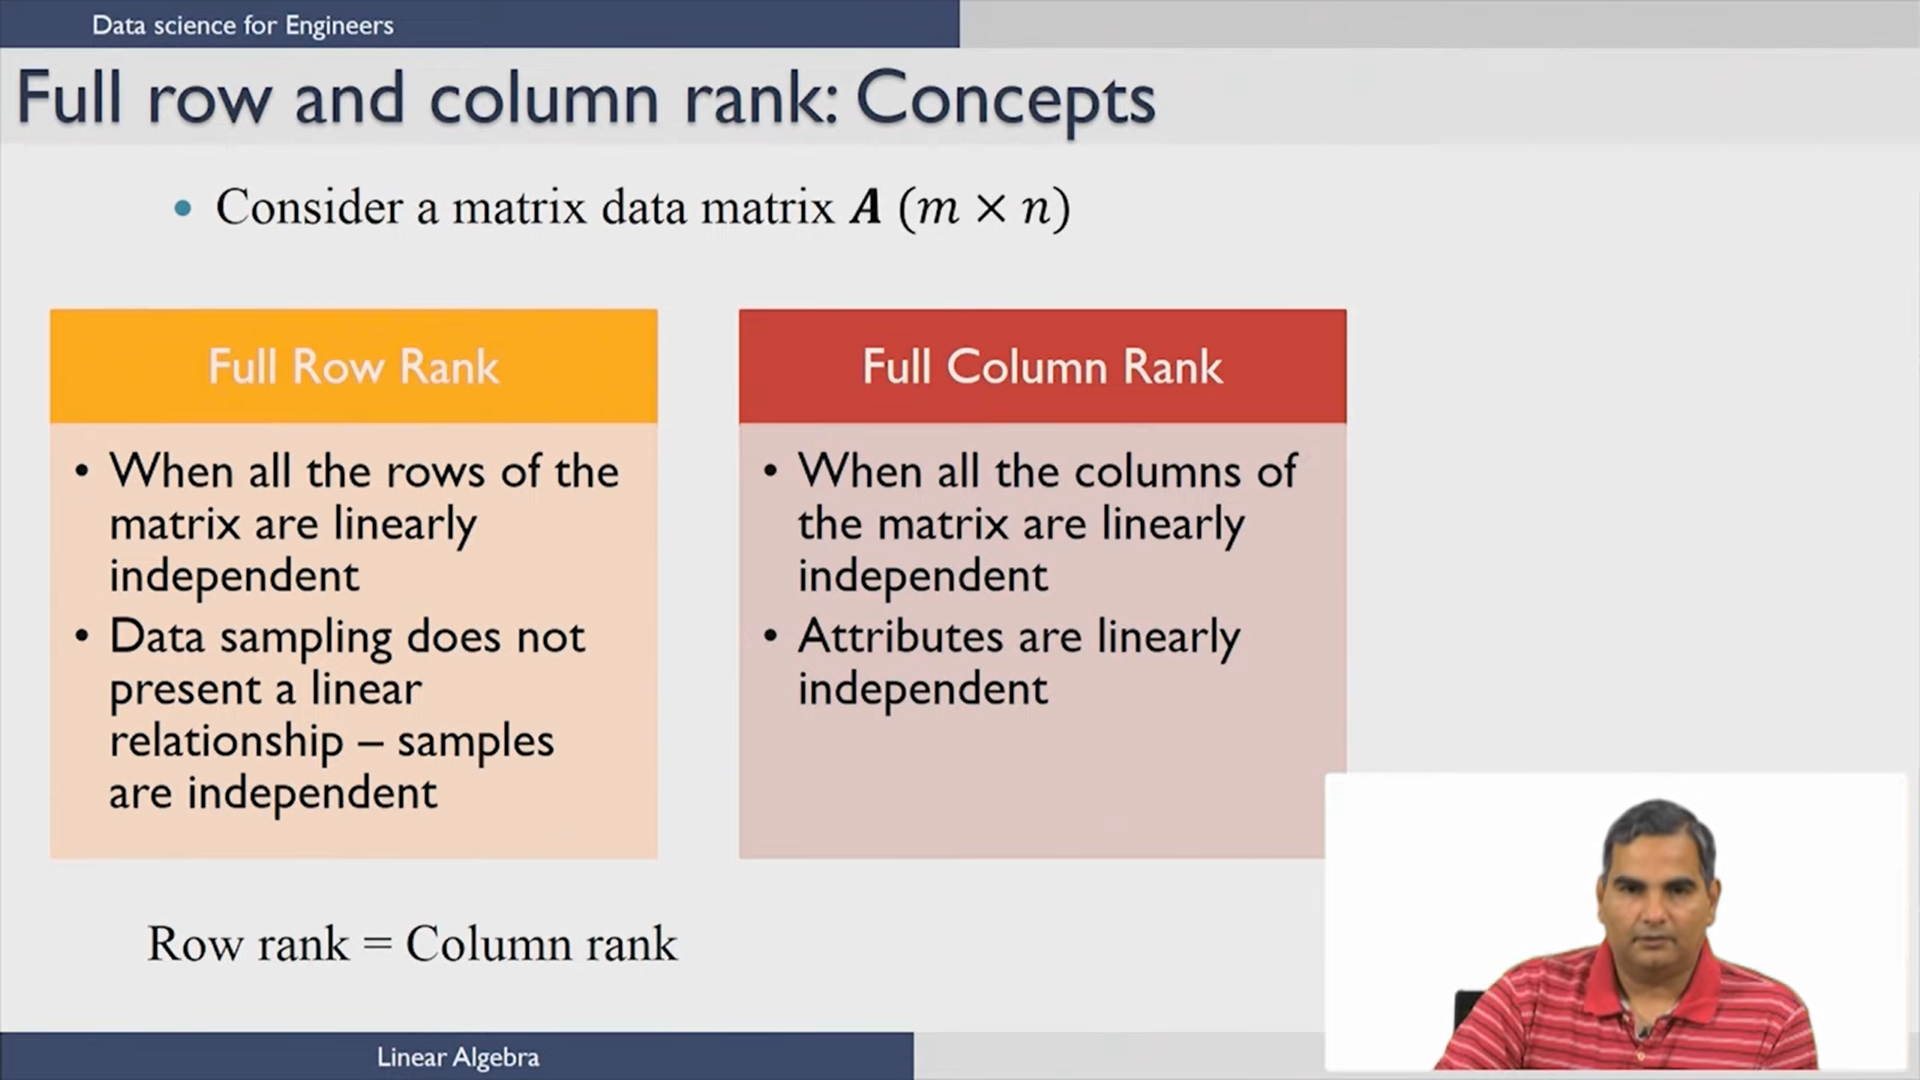 Data science for Engineers
Full row and column rank: Concepts
• Consider a matrix data matrix A (m × n)
Full Row Rank
• When all the rows of the
matrix are linearly
independent
• Data sampling does not
present a linear
relationship – samples
are independent
Full Column Rank
• When all the columns of
the matrix are linearly
independent
• Attributes are linearly
independent
Row rank = Column rank
Linear Algebra